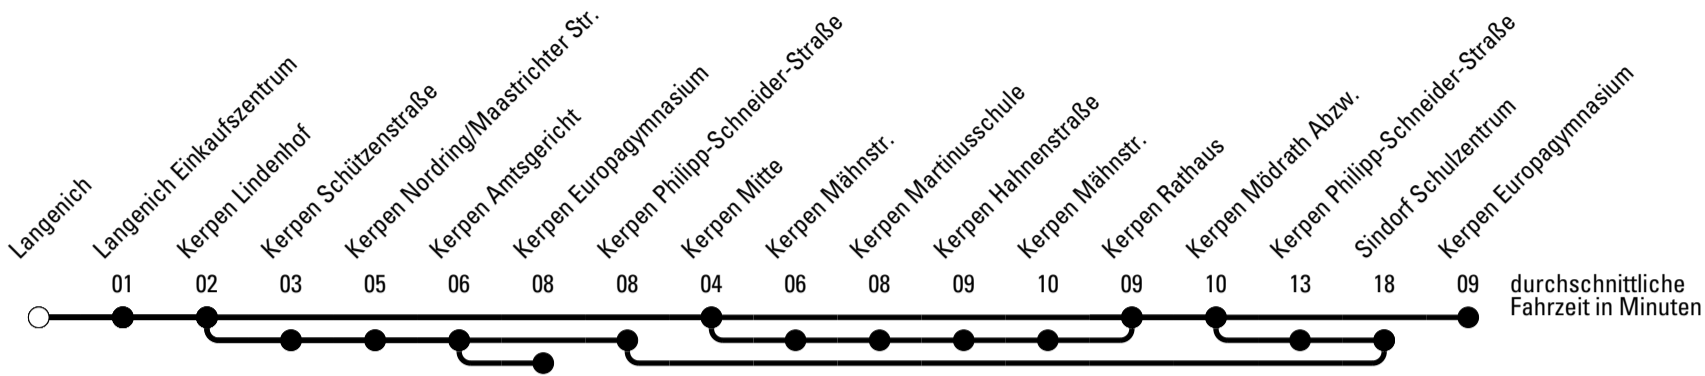 Langenich
Langenich Einkaufszentrum
Kerpen Lindenhof
Kerpen Schützenstraße
Kerpen Nordring/Maastrichter Str.
Kerpen Amtsgericht
Kerpen Europagymnasium
Kerpen Philipp-Schneider-Straße
Kerpen Mitte
Kerpen Mähnstr.
Kerpen Martinusschule
Kerpen Hahnenstraße
Kerpen Mähnstr.
Kerpen Rathaus
Kerpen Mödrath Abzw.
Kerpen Philipp-Schneider-Straße
Sindorf Schulzentrum
Kerpen Europagymnasium
01 02 03 05 06 08 08 04 06 08 09 10 09 10 13 18 09 durchschnittliche
Fahrzeit in Minuten